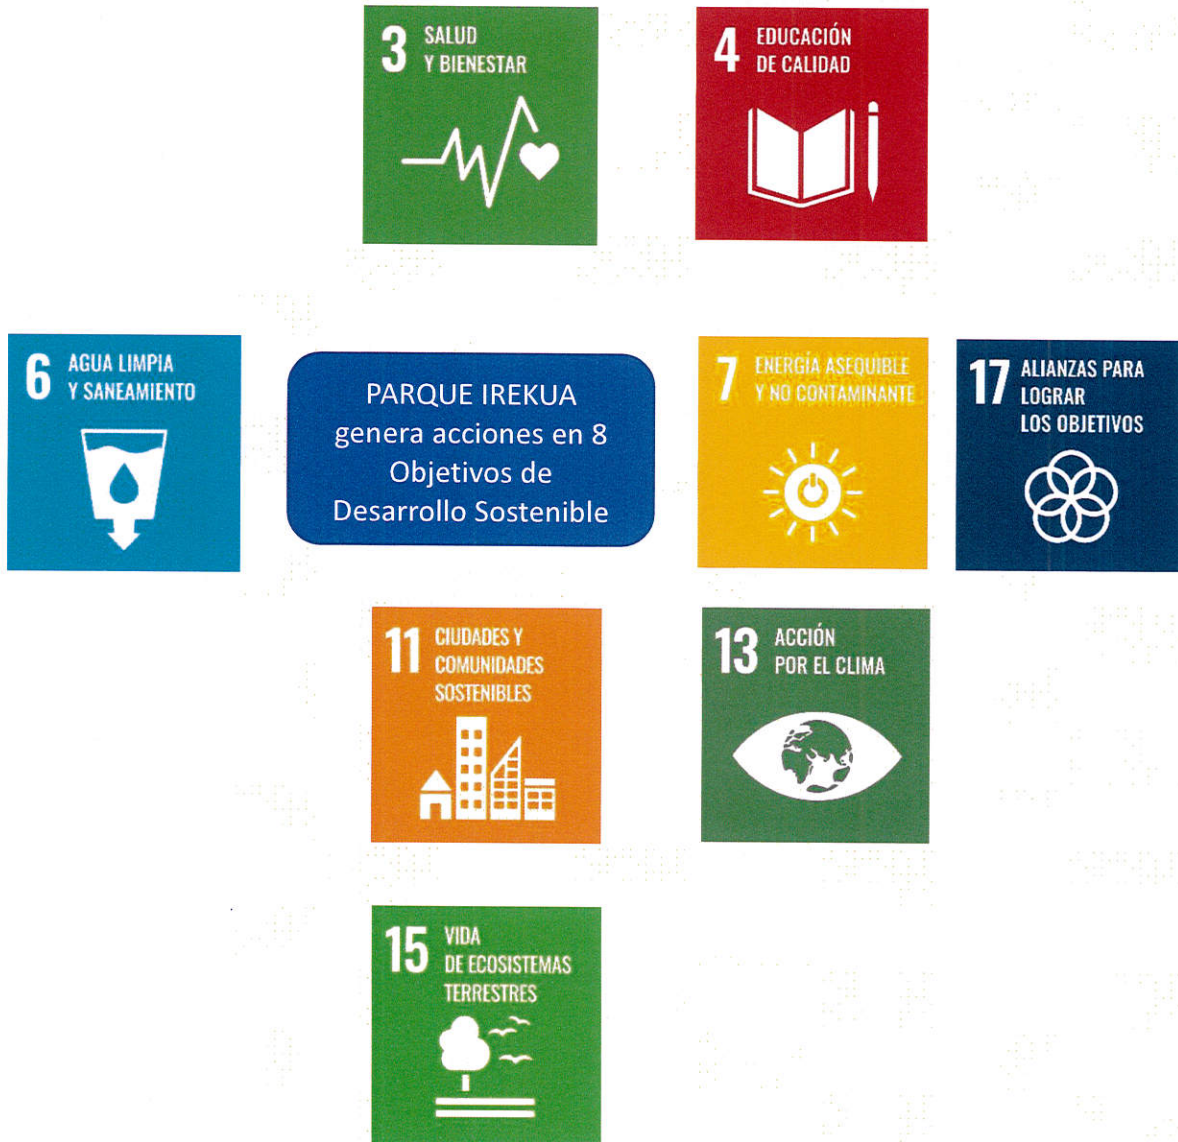 3 SALUD
Y BIENESTAR
4 EDUCACIÓN
DE CALIDAD
6 AGUA LIMPIA
Y SANEAMIENTO
PARQUE IREKUA
genera acciones en 8
Objetivos de
Desarrollo Sostenible
7 ENERGÍA ASEQUIBLE
Y NO CONTAMINANTE
17 ALIANZAS PARA
LOGRAR
LOS OBJETIVOS
11 CIUDADES Y
COMUNIDADES
SOSTENIBLES
13 ACCIÓN
POR EL CLIMA
15 VIDA
DE ECOSISTEMAS
TERRESTRES